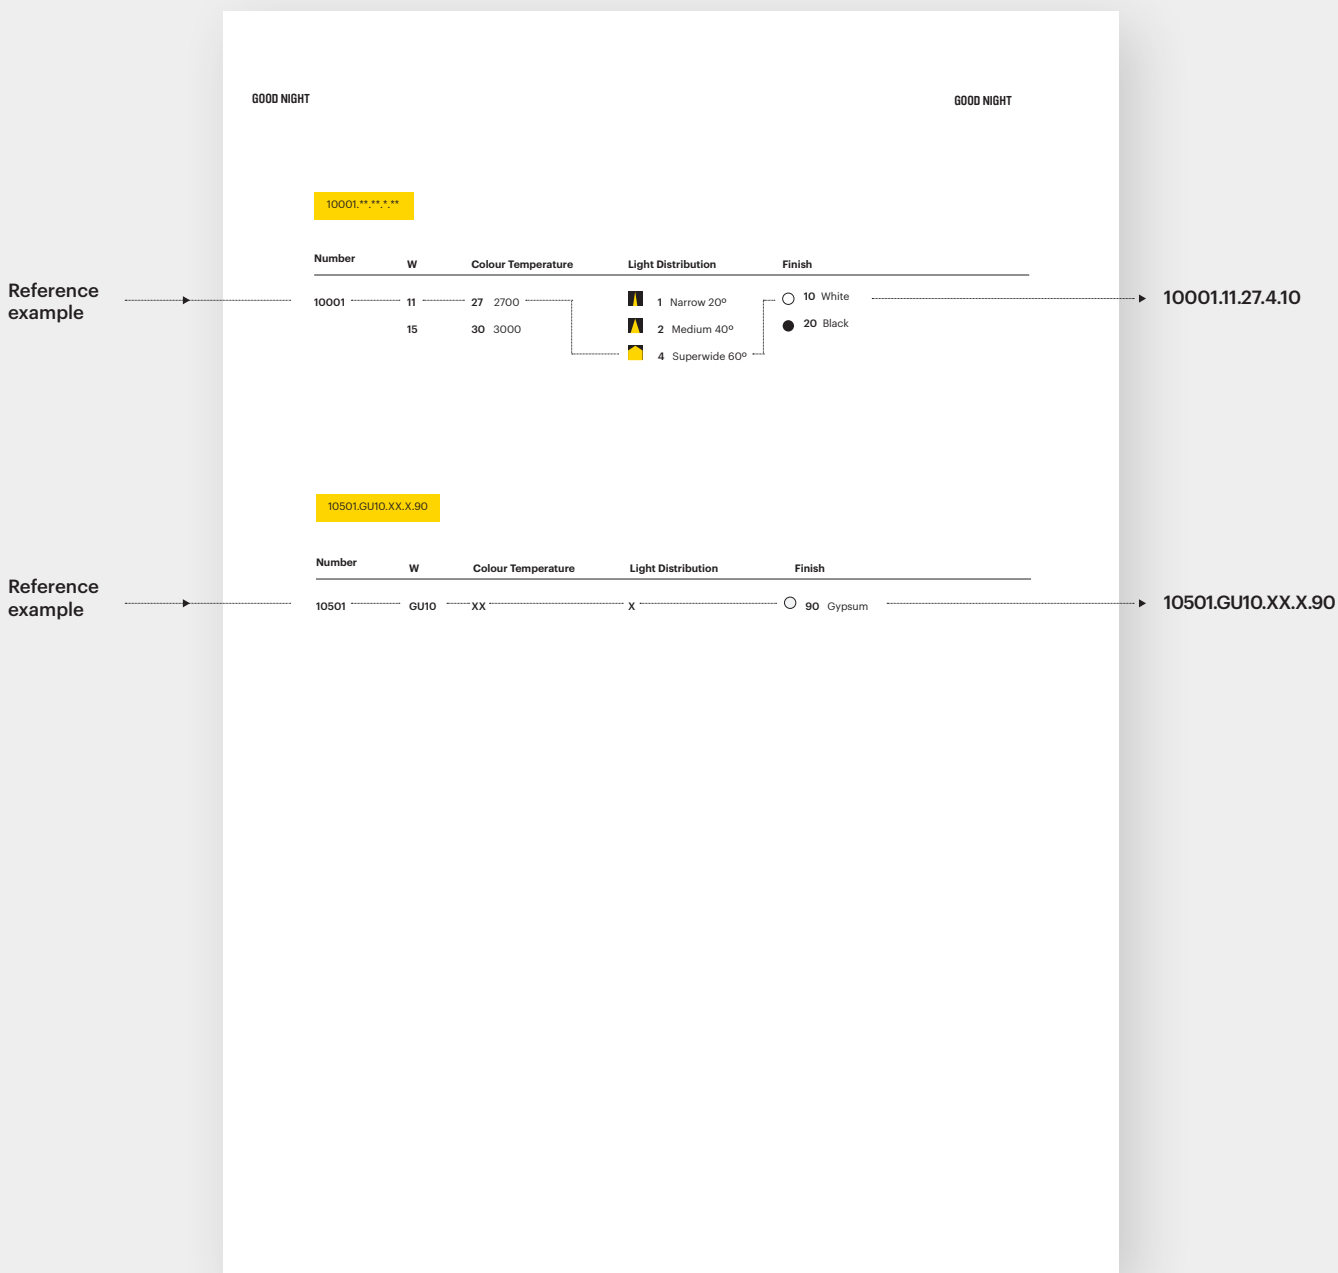 GOOD NIGHT GOOD NIGHT
10001.**.**.*.**
Number W Colour Temperature Light Distribution Finish
Reference
example
10001 11 27 2700 1 Narrow 20º 10 White 10001.11.27.4.10
15 30 3000 2 Medium 40º 20 Black
4 Superwide 60º
10501.GU10.XX.X.90
Number W Colour Temperature Light Distribution Finish
Reference
example
10501 GU10 XX X 90 Gypsum 10501.GU10.XX.X.90